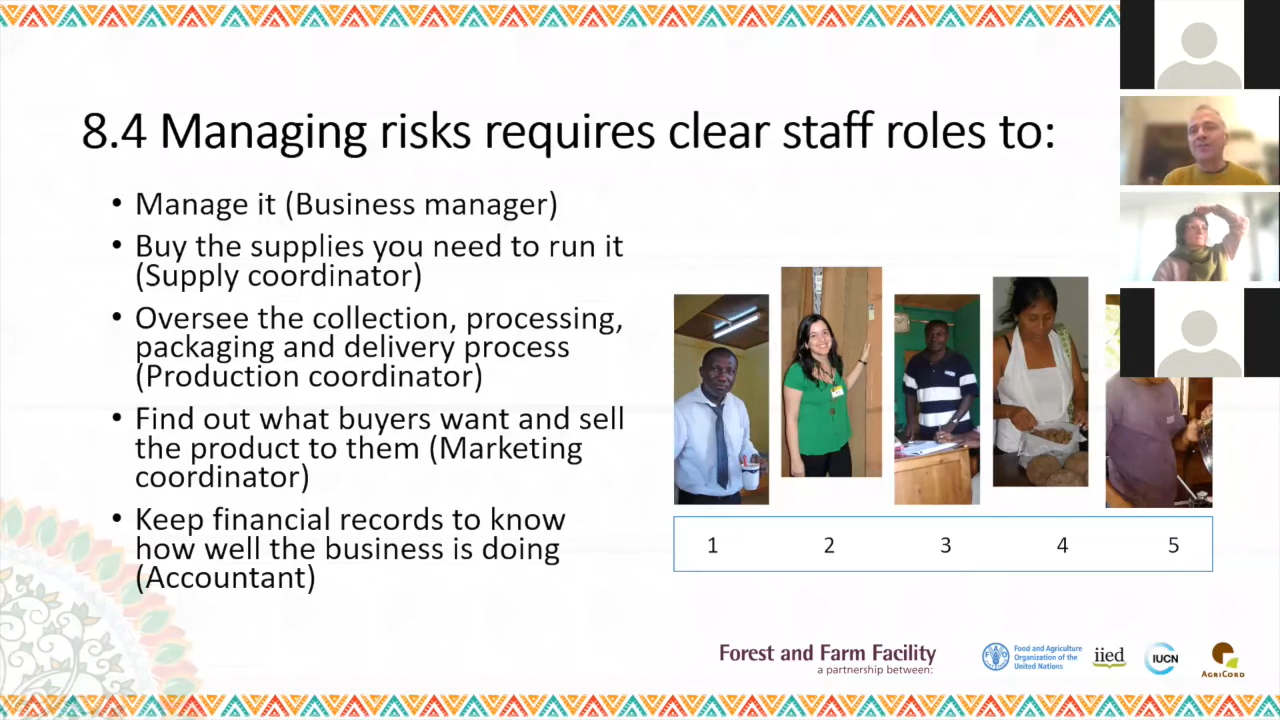 8.4 Managing risks requires clear staff roles to:
• Manage it (Business manager)
• Buy the supplies you need to run it
(Supply coordinator)
• Oversee the collection, processing,
packaging and delivery process
(Production coordinator)
• Find out what buyers want and sell
the product to them (Marketing
coordinator)
• Keep financial records to know
how well the business is doing
(Accountant)
1 2 3 4 5
Forest and Farm Facility
a partnership between:
FAO
Food and Agriculture
Organization of the
United Nations
iied
IUCN
AGRICORD